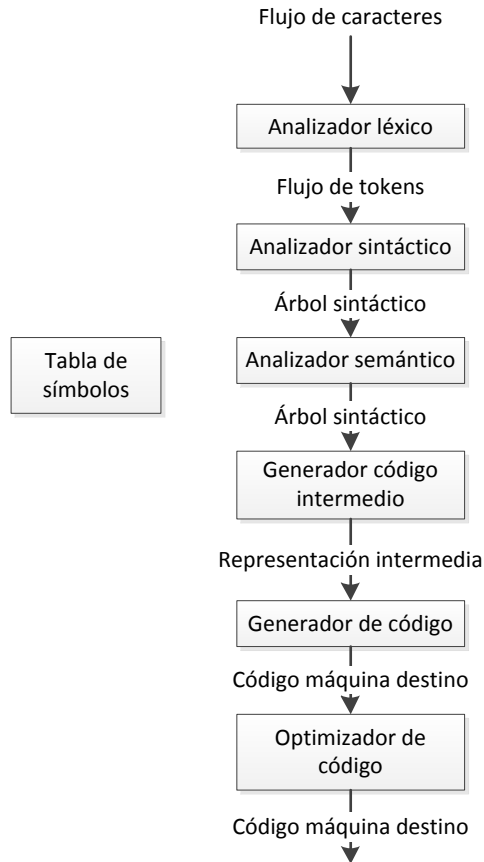 Flujo de caracteres
Analizador léxico
Flujo de tokens
Analizador sintáctico
Árbol sintáctico
Tabla de
símbolos
Analizador semántico
Árbol sintáctico
Generador código
intermedio
Representación intermedia
Generador de código
Código máquina destino
Optimizador de
código
Código máquina destino